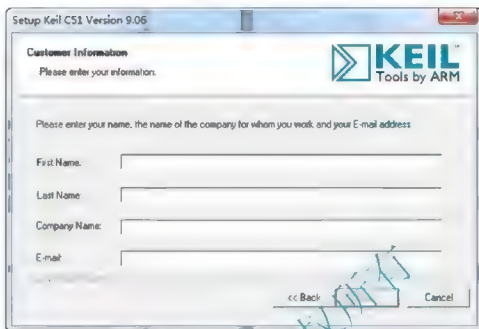 Setup Keil C51 Version 9.06
Customer Information
Please enter your information.
KEIL™
Tools by ARM
Please enter your name, the name of the company for whom you work and your E-mail address
First Name:
Last Name:
Company Name:
E-mail:
<< Back
Cancel